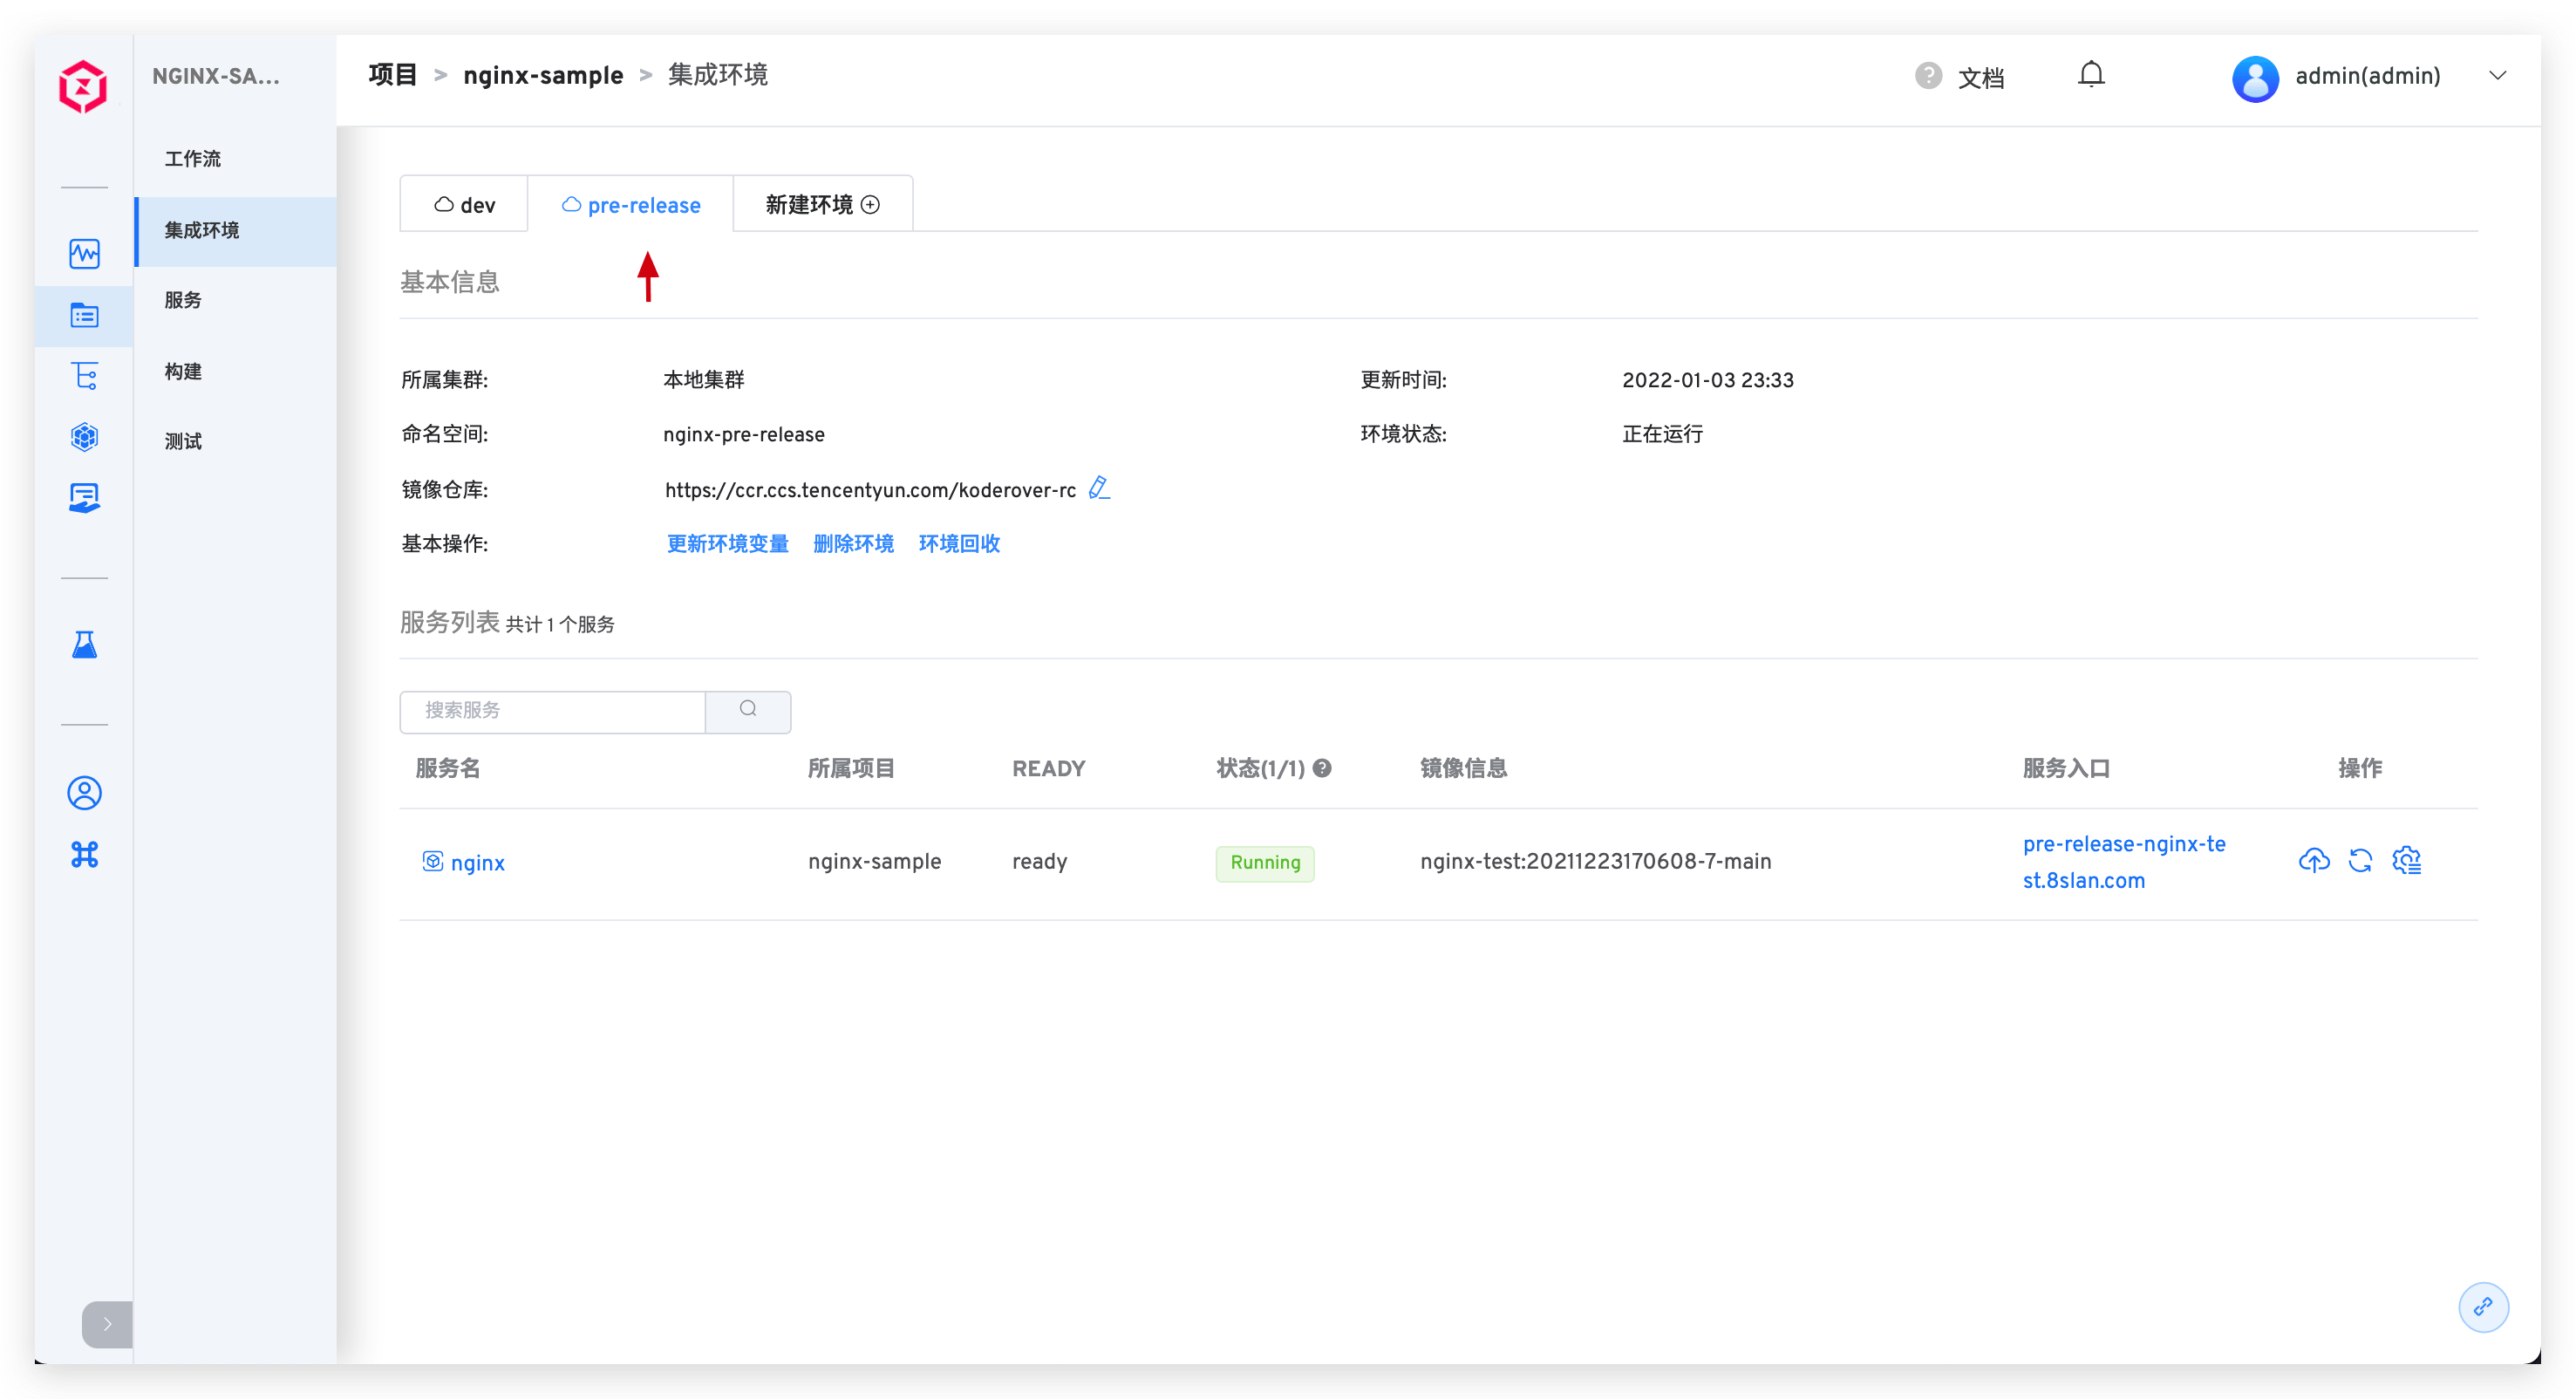 NGINX-SA...
工作流
集成环境
服务
构建
测试
项目 > nginx-sample > 集成环境
? 文档
admin(admin)
dev
pre-release
新建环境
基本信息
所属集群: 本地集群
更新时间: 2022-01-03 23:33
命名空间: nginx-pre-release
环境状态: 正在运行
镜像仓库: https://ccr.ccs.tencentyun.com/koderover-rc
基本操作: 更新环境变量 删除环境 环境回收
服务列表 共计 1 个服务
搜索服务
服务名 所属项目 READY 状态(1/1) ? 镜像信息 服务入口 操作
nginx nginx-sample ready Running nginx-test:20211223170608-7-main
pre-release-nginx-te
st.8slan.com